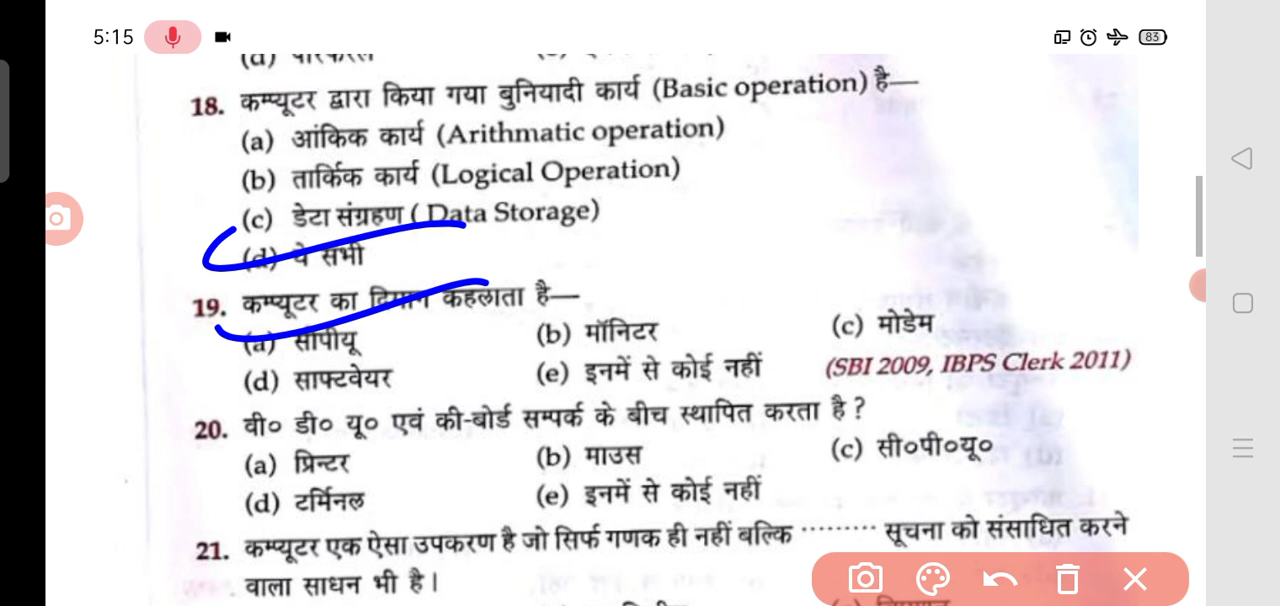 5:15
83
18. कम्प्यूटर द्वारा किया गया बुनियादी कार्य (Basic operation) है—
(a) आंकिक कार्य (Arithmatic operation)
(b) तार्किक कार्य (Logical Operation)
(c) डेटा संग्रहण ( Data Storage)
(d) ये सभी
19. कम्प्यूटर का दिमाग कहलाता है—
(a) सीपीयू (b) मॉनिटर (c) मोडेम
(d) साफ्टवेयर (e) इनमें से कोई नहीं (SBI 2009, IBPS Clerk 2011)
20. वी० डी० यू० एवं की-बोर्ड सम्पर्क के बीच स्थापित करता है ?
(a) प्रिन्टर (b) माउस (c) सी०पी०यू०
(d) टर्मिनल (e) इनमें से कोई नहीं
21. कम्प्यूटर एक ऐसा उपकरण है जो सिर्फ गणक ही नहीं बल्कि ········· सूचना को संसाधित करने
वाला साधन भी है।